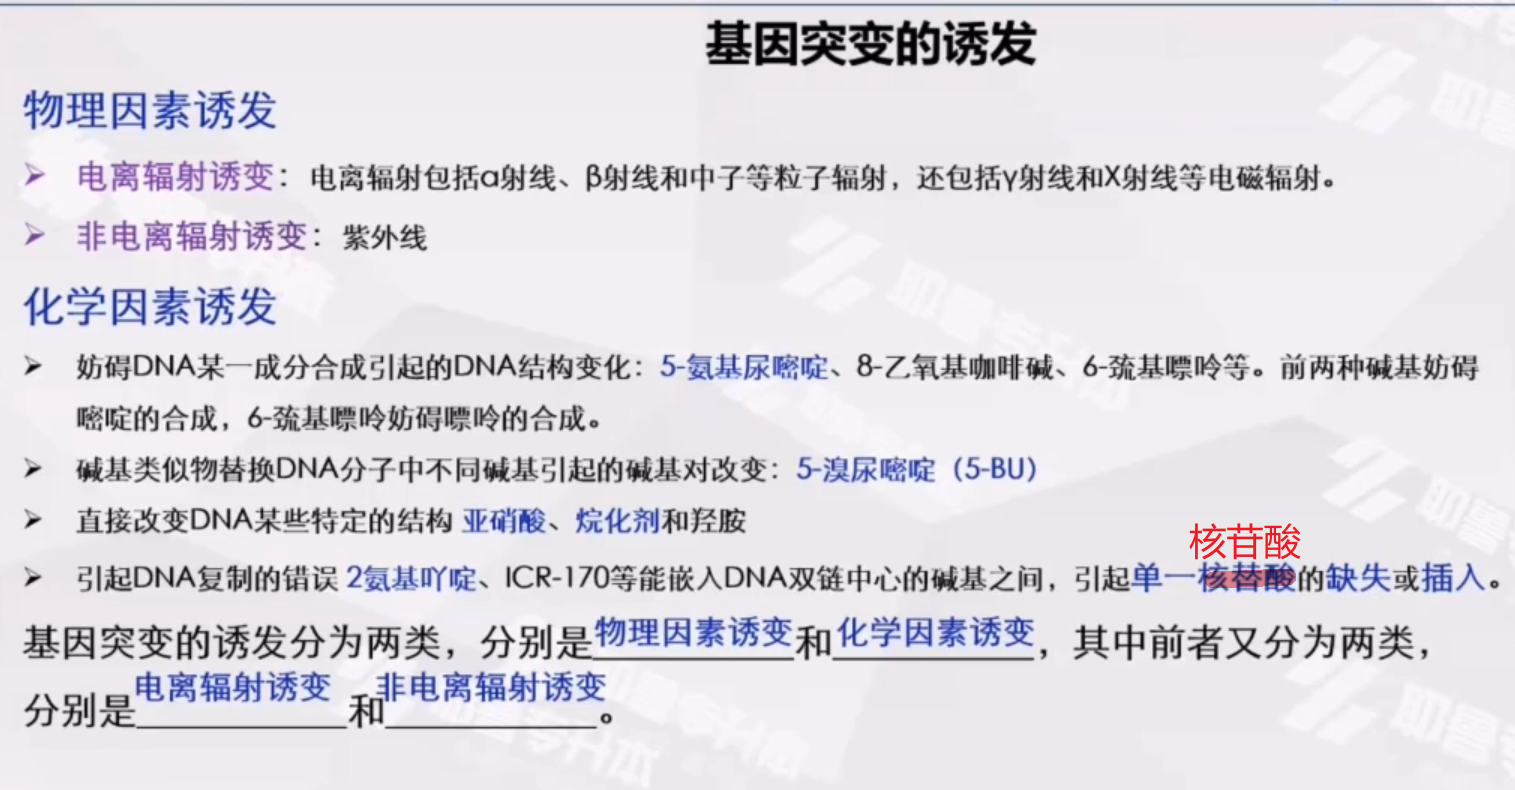 基因突变的诱发
物理因素诱发
➢ 电离辐射诱变：电离辐射包括α射线、β射线和中子等粒子辐射，还包括γ射线和X射线等电磁辐射。
➢ 非电离辐射诱变：紫外线
化学因素诱发
➢ 妨碍DNA某一成分合成引起的DNA结构变化：5-氨基尿嘧啶、8-乙氧基咖啡碱、6-巯基嘌呤等。前两种碱基妨碍
嘧啶的合成，6-巯基嘌呤妨碍嘌呤的合成。
➢ 碱基类似物替换DNA分子中不同碱基引起的碱基对改变：5-溴尿嘧啶（5-BU）
➢ 直接改变DNA某些特定的结构 亚硝酸、烷化剂和羟胺
核苷酸
➢ 引起DNA复制的错误 2氨基吖啶、ICR-170等能嵌入DNA双链中心的碱基之间，引起单一核苷酸的缺失或插入。
基因突变的诱发分为两类，分别是物理因素诱变和化学因素诱变，其中前者又分为两类，
分别是电离辐射诱变和非电离辐射诱变。